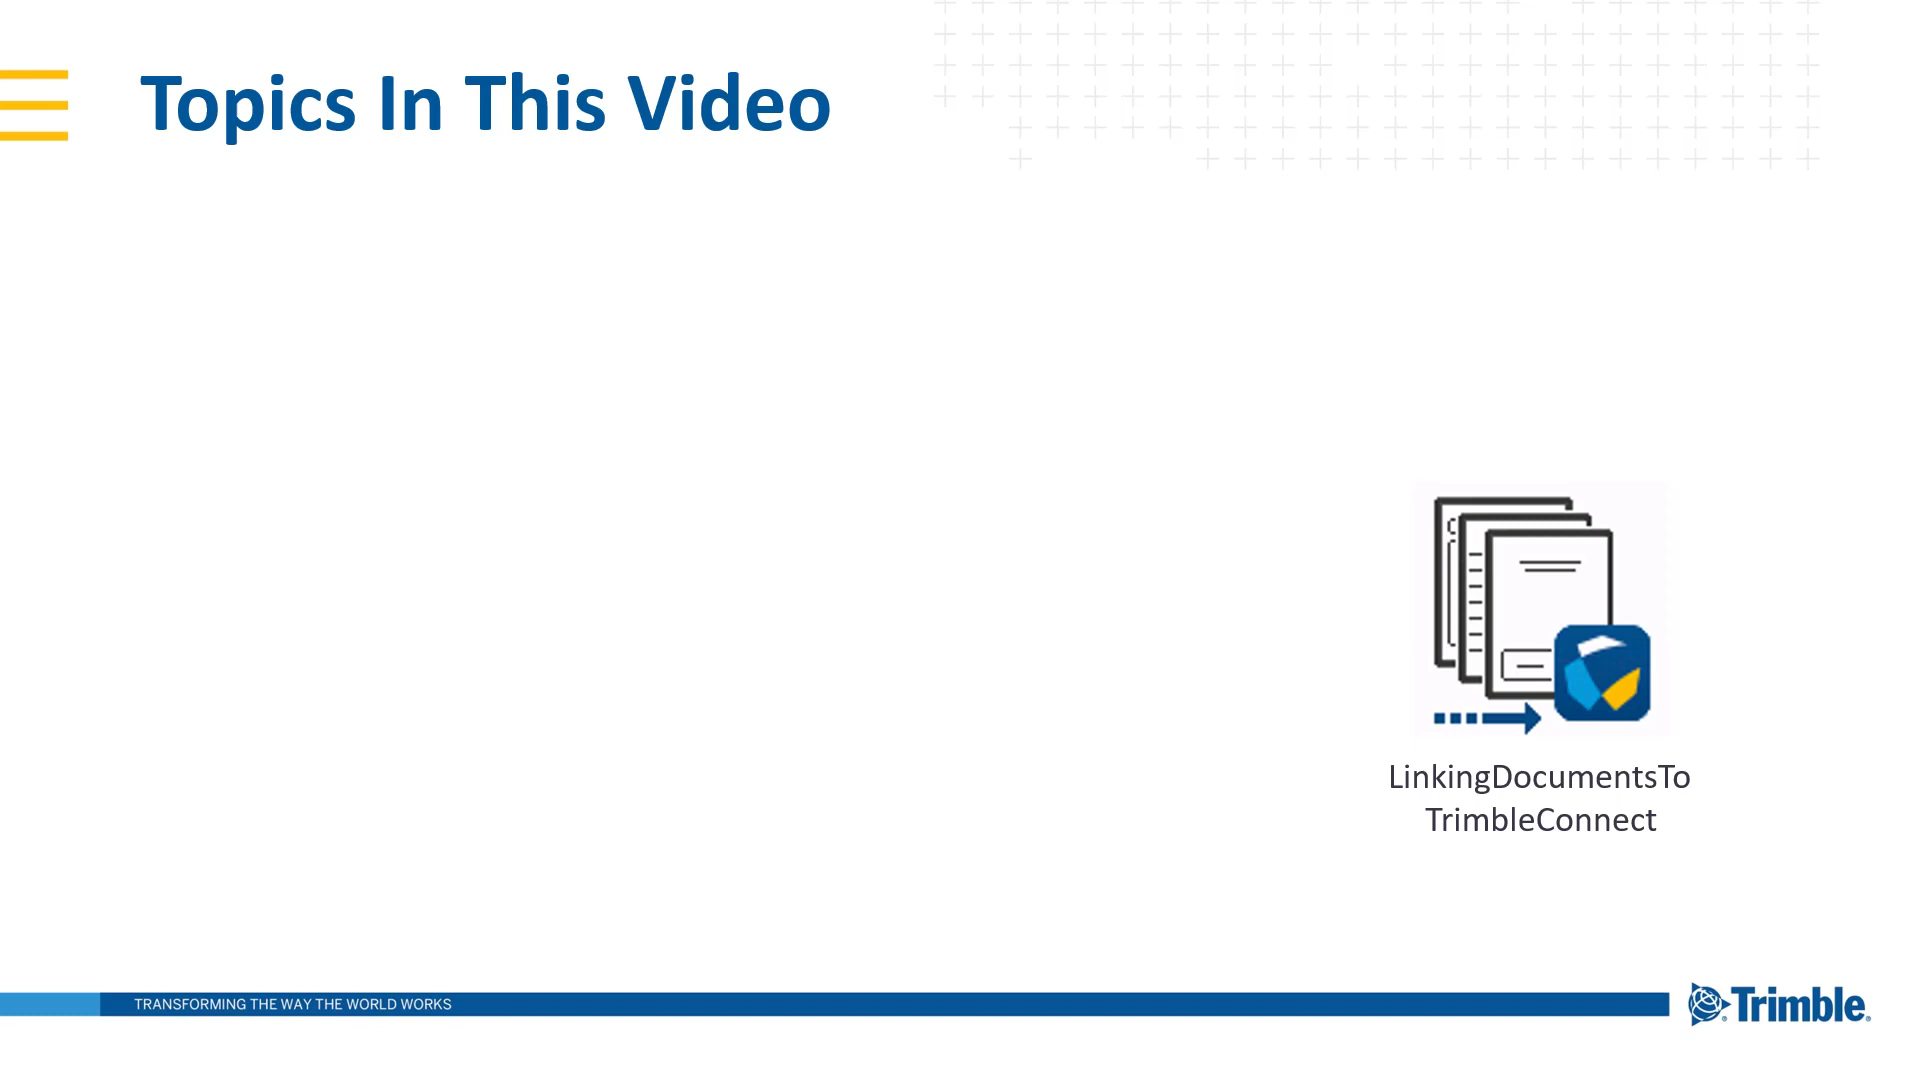 Topics In This Video
LinkingDocumentsTo
TrimbleConnect
TRANSFORMING THE WAY THE WORLD WORKS
Trimble